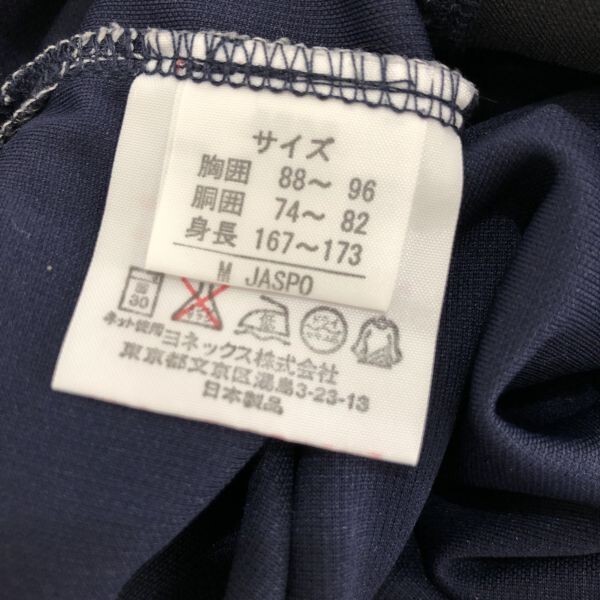 サイズ
胸囲 88～ 96
胴囲 74～ 82
身長 167～173
M JASPO
30
ネット使用
ヨネックス株式会社
東京都文京区湯島3-23-13
日本製品